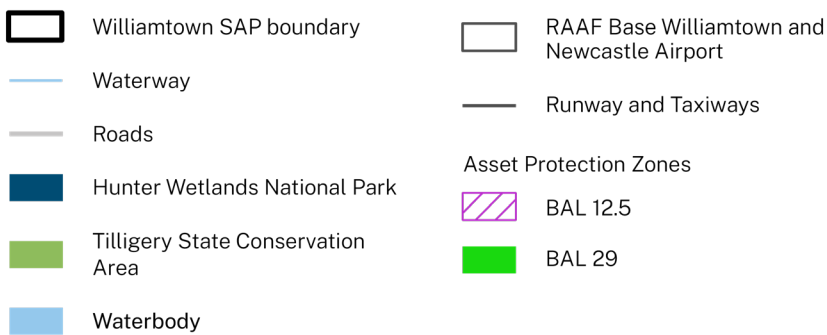 Williamtown SAP boundary
Waterway
Roads
Hunter Wetlands National Park
Tilligery State Conservation
Area
Waterbody
RAAF Base Williamtown and
Newcastle Airport
Runway and Taxiways
Asset Protection Zones
BAL 12.5
BAL 29